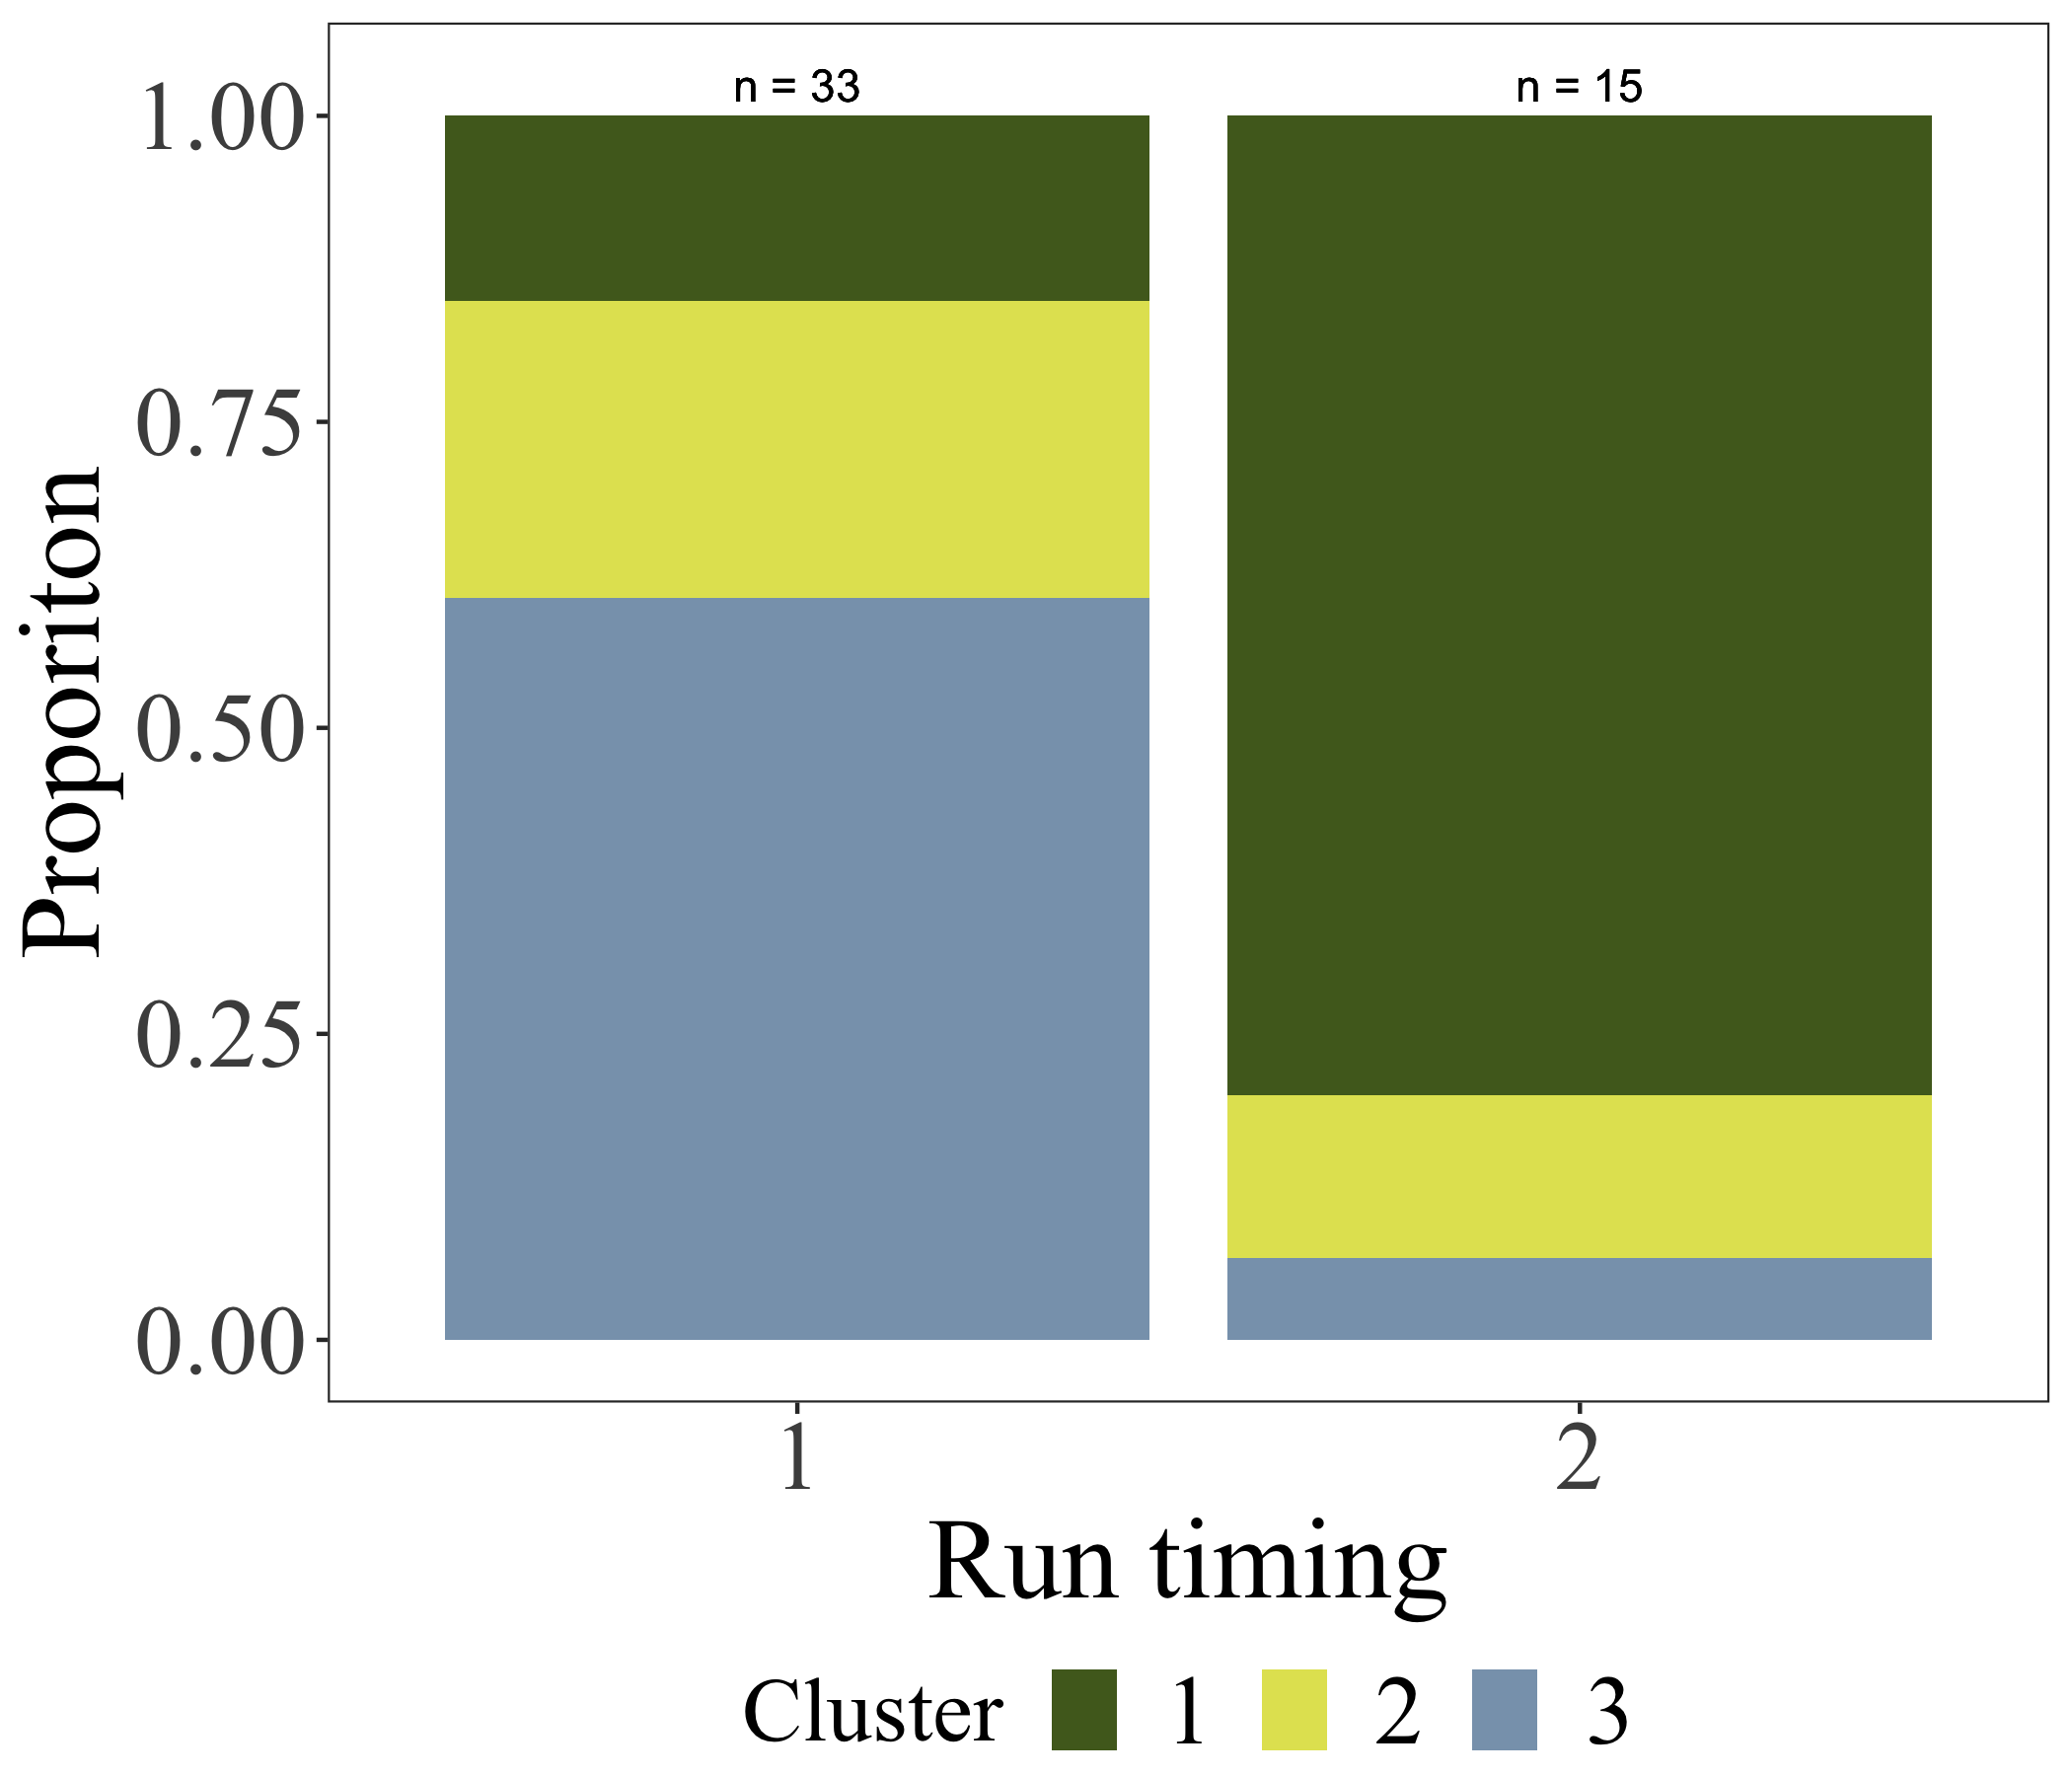 n = 33
n = 15
1.00
0.75
0.50
0.25
0.00
Proporiton
1
2
Run timing
Cluster 1 2 3